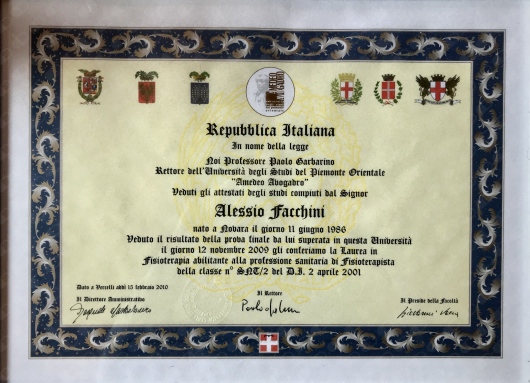 Repubblica Italiana
In nome della legge
Noi Professore Paolo Garbarino
Rettore dell'Università degli Studi del Piemonte Orientale
"Amedeo Avogadro"
Veduti gli attestati degli studi compiuti dal Signor
Alessio Facchini
nato a Novara il giorno 11 giugno 1986
Veduto il risultato della prova finale da lui superata in questa Università
il giorno 12 novembre 2009 gli conferiamo la Laurea in
Fisioterapia abilitante alla professione sanitaria di Fisioterapista
della classe n° SNT/2 del D.I. 2 aprile 2001
Dato a Vercelli addì 15 febbraio 2010
Il Direttore Amministrativo
Il Rettore
Il Preside della Facoltà